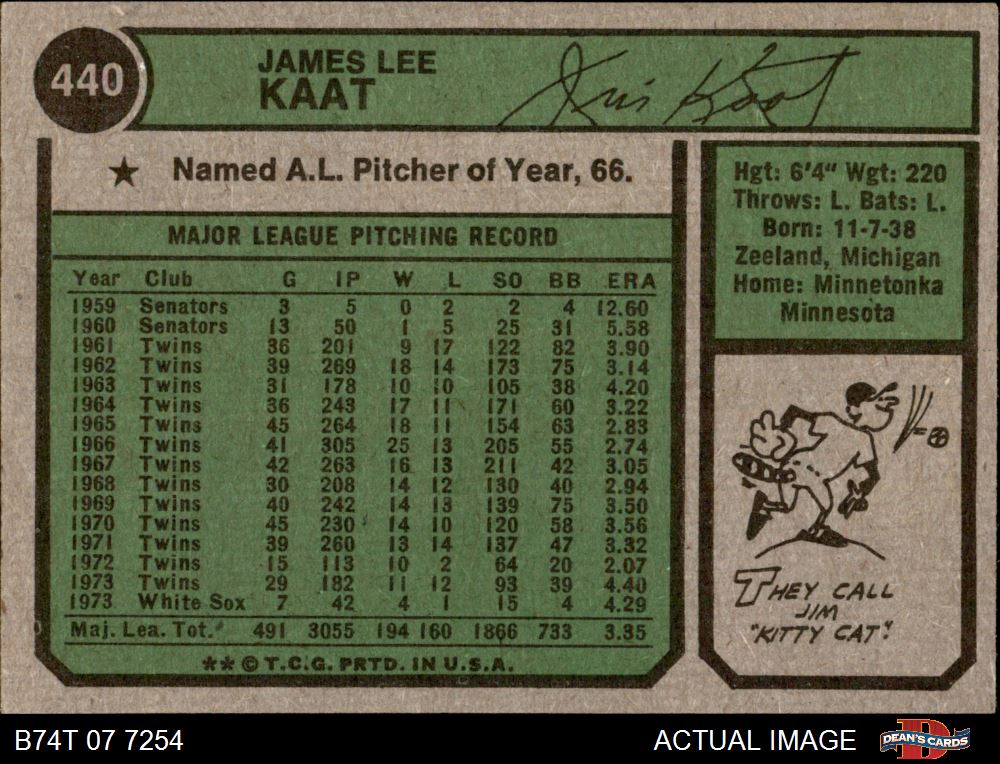 440
JAMES LEE
KAAT
Jim Kaat
★ Named A.L. Pitcher of Year, 66.
MAJOR LEAGUE PITCHING RECORD
Year Club G IP W L SO BB ERA
1959 Senators 3 5 0 2 2 4 12.60
1960 Senators 13 50 1 5 25 31 5.58
1961 Twins 36 201 9 17 122 82 3.90
1962 Twins 39 269 18 14 173 75 3.14
1963 Twins 31 178 10 10 105 38 4.20
1964 Twins 36 243 17 11 171 60 3.22
1965 Twins 45 264 18 11 154 63 2.83
1966 Twins 41 305 25 13 205 55 2.74
1967 Twins 42 263 16 13 211 42 3.05
1968 Twins 30 208 14 12 130 40 2.94
1969 Twins 40 242 14 13 139 75 3.50
1970 Twins 45 230 14 10 120 58 3.56
1971 Twins 39 260 13 14 137 47 3.32
1972 Twins 15 113 10 2 64 20 2.07
1973 Twins 29 182 11 12 93 39 4.40
1973 White Sox 7 42 4 1 15 4 4.29
Maj. Lea. Tot. 491 3055 194 160 1866 733 3.35
** © T.C.G. PRTD. IN U.S.A.
Hgt: 6'4" Wgt: 220
Throws: L. Bats: L.
Born: 11-7-38
Zeeland, Michigan
Home: Minnetonka
Minnesota
THEY CALL
JIM
"KITTY CAT".
B74T 07 7254
ACTUAL IMAGE
D
DEAN'S CARDS